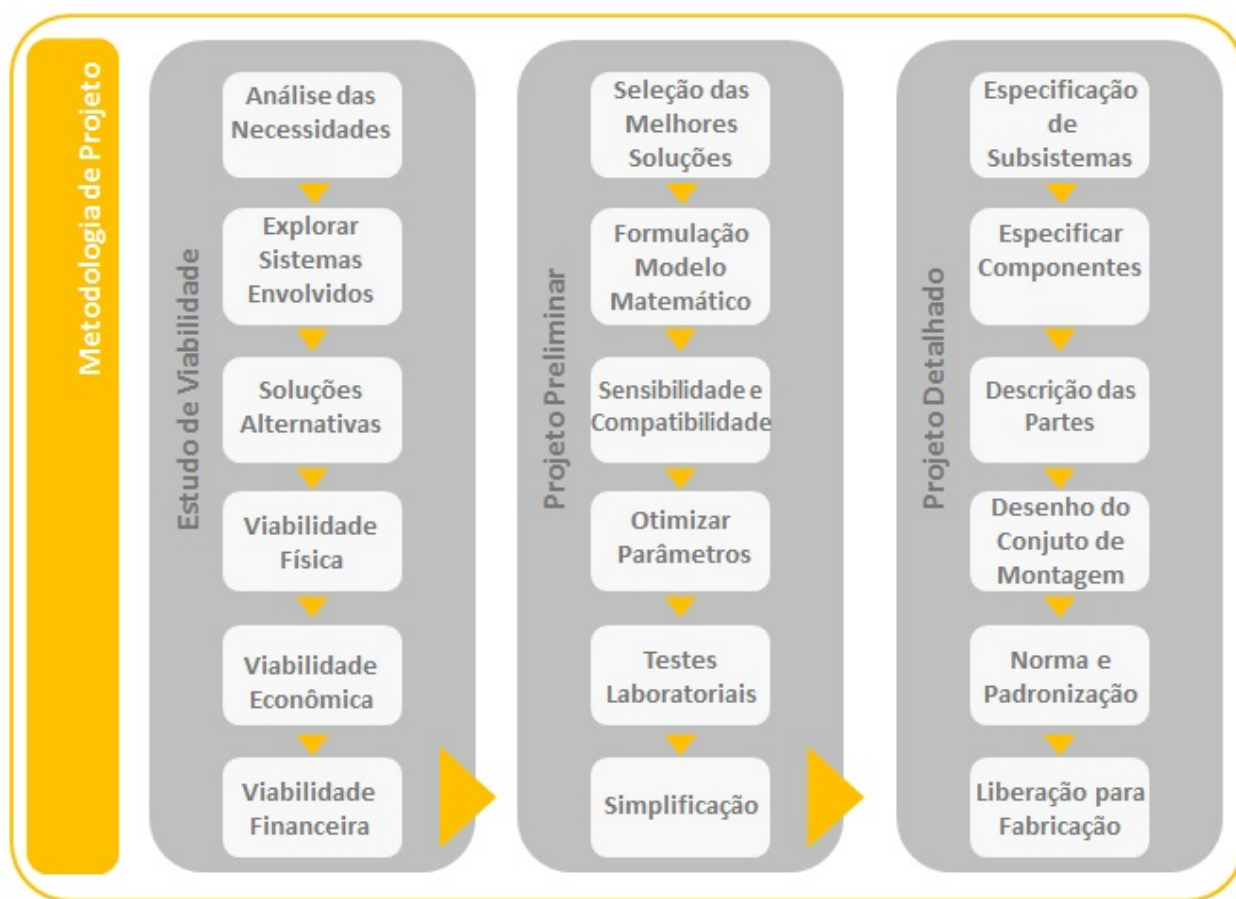 Metodologia de Projeto
Estudo de Viabilidade
Análise das
Necessidades
Explorar
Sistemas
Envolvidos
Soluções
Alternativas
Viabilidade
Física
Viabilidade
Econômica
Viabilidade
Financeira
Projeto Preliminar
Seleção das
Melhores
Soluções
Formulação
Modelo
Matemático
Sensibilidade e
Compatibilidade
Otimizar
Parâmetros
Testes
Laboratoriais
Simplificação
Projeto Detalhado
Especificação
de
Subsistemas
Especificar
Componentes
Descrição das
Partes
Desenho do
Conjuto de
Montagem
Norma e
Padronização
Liberação para
Fabricação